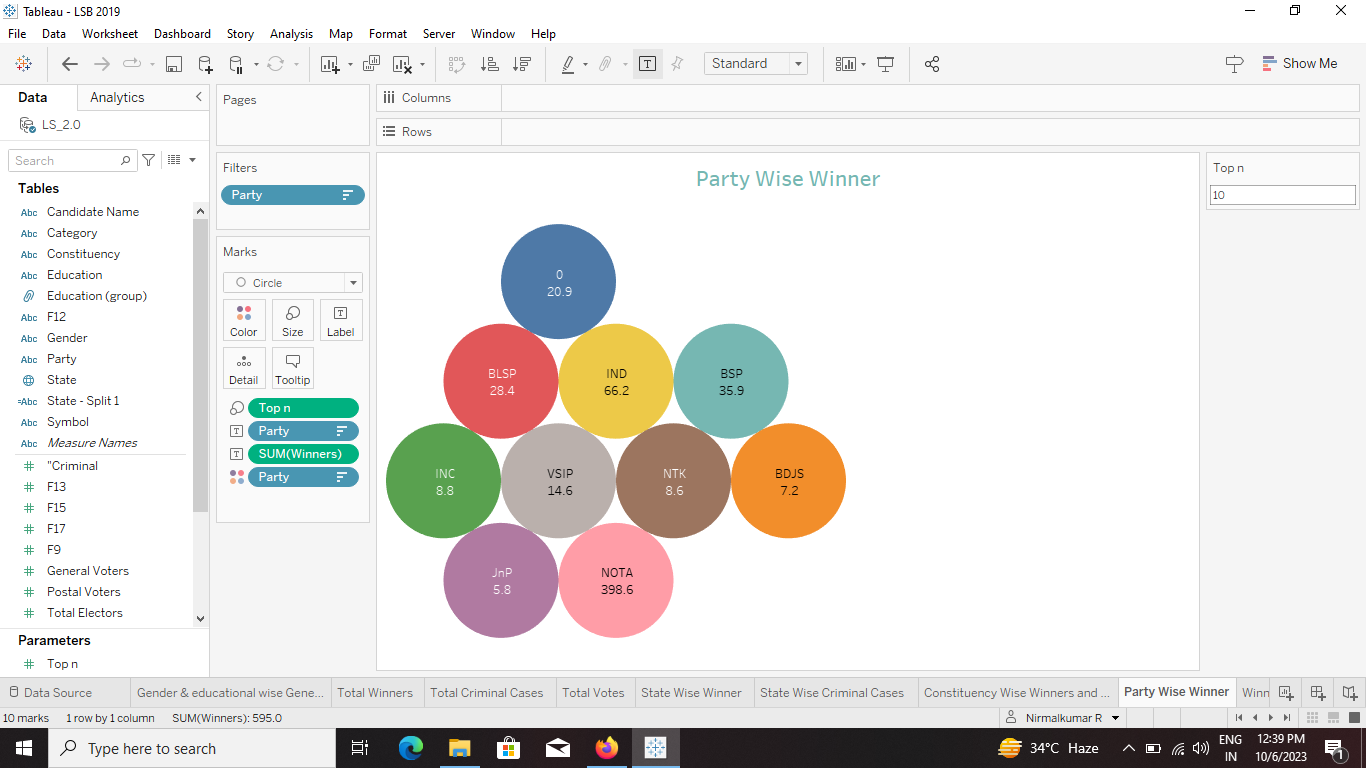 Tableau - LSB 2019
File Data Worksheet Dashboard Story Analysis Map Format Server Window Help
Standard
Show Me
Data Analytics
LS_2.0
Search
Tables
Abc Candidate Name
Abc Category
Abc Constituency
Abc Education
Education (group)
Abc F12
Abc Gender
Abc Party
State
=Abc State - Split 1
Abc Symbol
Abc Measure Names
# "Criminal
# F13
# F15
# F17
# F9
# General Voters
# Postal Voters
# Total Electors
Parameters
# Top n
Pages
Filters
Party
Marks
Circle
Color Size Label
Detail Tooltip
Top n
Party
SUM(Winners)
Party
Columns
Rows
Party Wise Winner
0
20.9
BLSP
28.4
IND
66.2
BSP
35.9
INC
8.8
VSIP
14.6
NTK
8.6
BDJS
7.2
JnP
5.8
NOTA
398.6
Top n
10
Data Source Gender & educational wise Gene... Total Winners Total Criminal Cases Total Votes State Wise Winner State Wise Criminal Cases Constituency Wise Winners and ... Party Wise Winner Winn
10 marks 1 row by 1 column SUM(Winners): 595.0
Nirmalkumar R
Type here to search
34°C Haze
ENG
IN
12:39 PM
10/6/2023
1